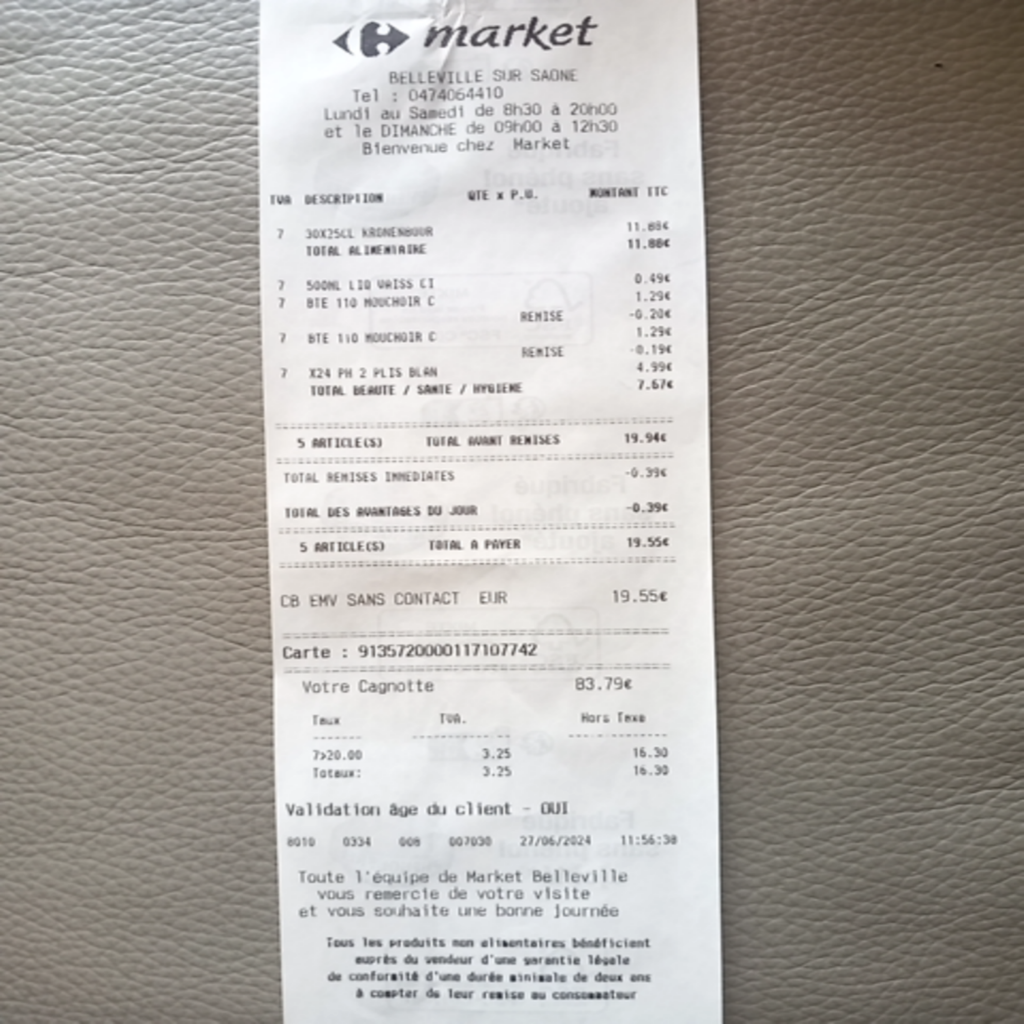 market
BELLEVILLE SUR SAONE
Tel : 0474064410
Lundi au Samedi de 8h30 à 20h00
et le DIMANCHE de 09h00 à 12h30
Bienvenue chez Market
TVA DESCRIPTION QTE x P.U. MONTANT TTC
7 30X25CL KRONENBOUR 11.88€
TOTAL ALIMENTAIRE 11.88€
7 500ML LIQ VAISS CI 0.49€
7 BTE 110 MOUCHOIR C 1.29€
REMISE -0.20€
7 BTE 110 MOUCHOIR C 1.29€
REMISE -0.19€
7 X24 PH 2 PLIS BLAN 4.99€
TOTAL BEAUTE / SANTE / HYGIENE 7.67€
5 ARTICLE(S) TOTAL AVANT REMISES 19.94€
TOTAL REMISES IMMEDIATES -0.39€
TOTAL DES AVANTAGES DU JOUR -0.39€
5 ARTICLE(S) TOTAL A PAYER 19.55€
CB EMV SANS CONTACT EUR 19.55€
Carte : 9135720000117107742
Votre Cagnotte 83.79€
Taux TVA. Hors Taxe
7>20.00 3.25 16.30
Totaux: 3.25 16.30
Validation âge du client - OUI
8010 0334 008 007030 27/06/2024 11:56:38
Toute l'équipe de Market Belleville
vous remercie de votre visite
et vous souhaite une bonne journée
Tous les produits non alimentaires bénéficient
auprès du vendeur d'une garantie légale
de conformité d'une durée minimale de deux ans
à compter de leur remise au consommateur